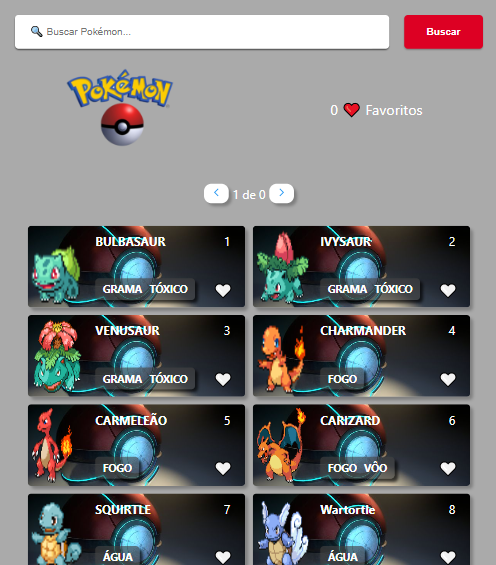 🔍 Buscar Pokémon...
Buscar
POKéMON
0 ❤️ Favoritos
1 de 0
BULBASAUR 1
GRAMA TÓXICO
IVYSAUR 2
GRAMA TÓXICO
VENUSAUR 3
GRAMA TÓXICO
CHARMANDER 4
FOGO
CARMELEÃO 5
FOGO
CARIZARD 6
FOGO VÔO
SQUIRTLE 7
ÁGUA
Wartortle 8
ÁGUA